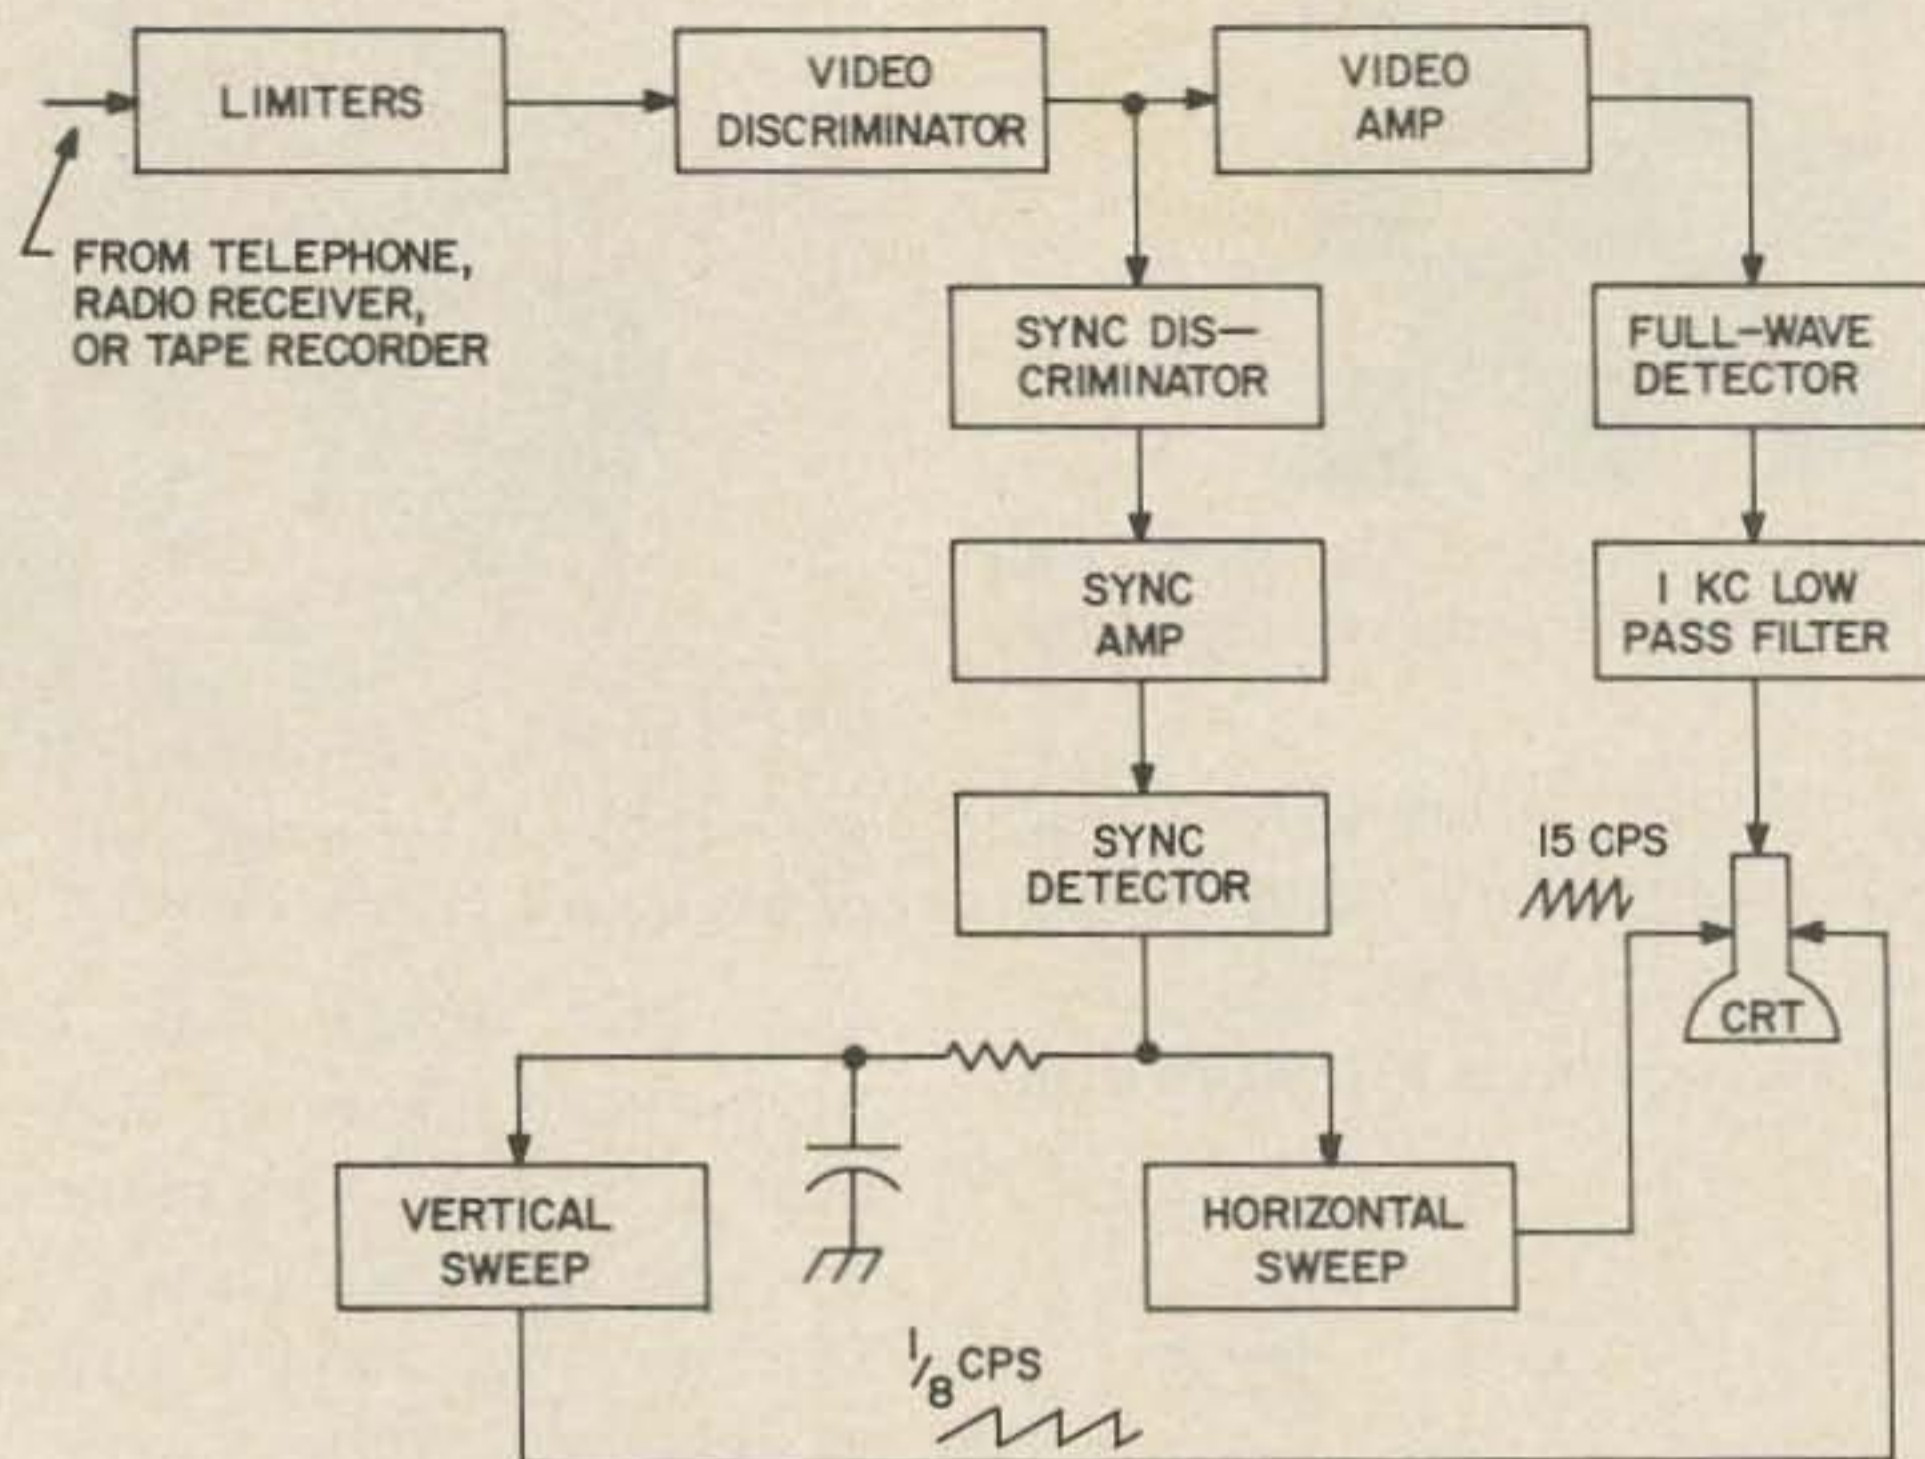 LIMITERS
VIDEO
DISCRIMINATOR
VIDEO
AMP
FROM TELEPHONE,
RADIO RECEIVER,
OR TAPE RECORDER
SYNC DIS—
CRIMINATOR
FULL-WAVE
DETECTOR
SYNC
AMP
1 KC LOW
PASS FILTER
SYNC
DETECTOR
15 CPS
CRT
VERTICAL
SWEEP
HORIZONTAL
SWEEP
1/8 CPS